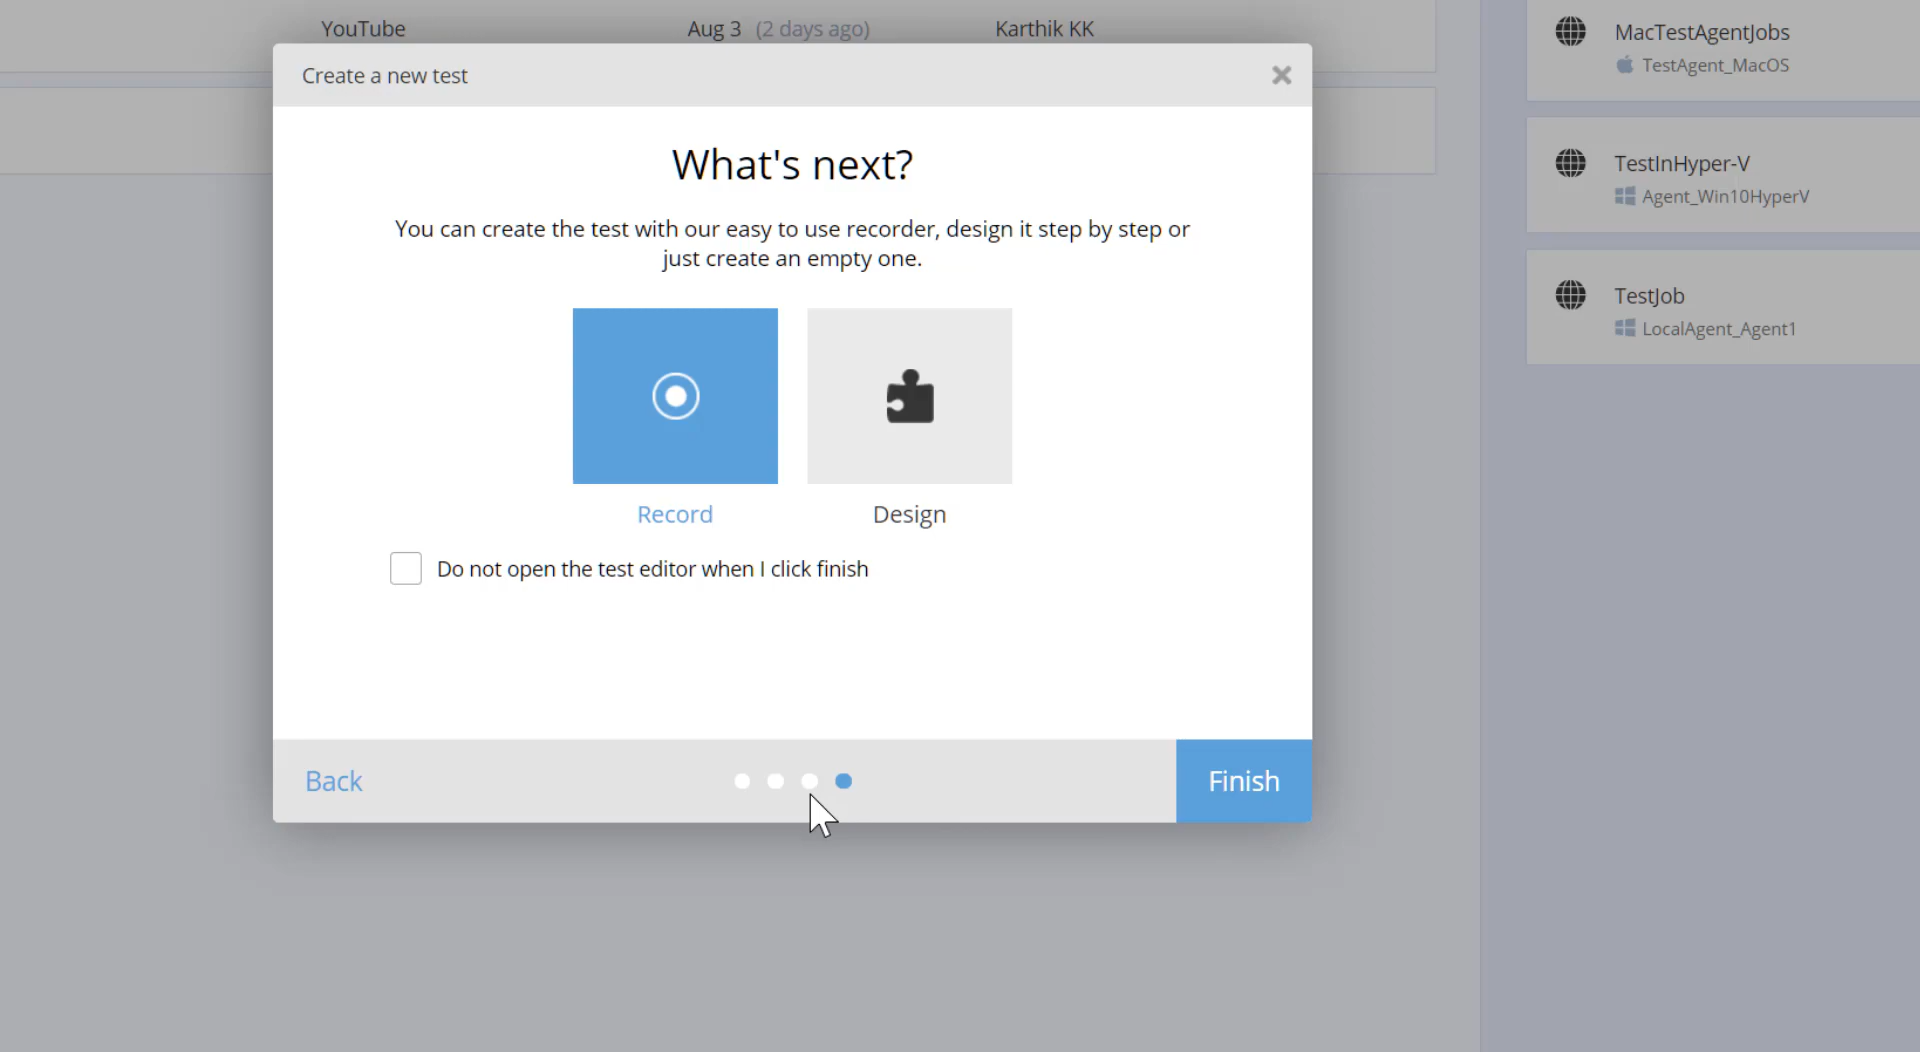 YouTube Aug 3 (2 days ago) Karthik KK
Create a new test
What's next?
You can create the test with our easy to use recorder, design it step by step or
just create an empty one.
Record Design
Do not open the test editor when I click finish
Back Finish
MacTestAgentJobs
TestAgent_MacOS
TestInHyper-V
Agent_Win10HyperV
TestJob
LocalAgent_Agent1